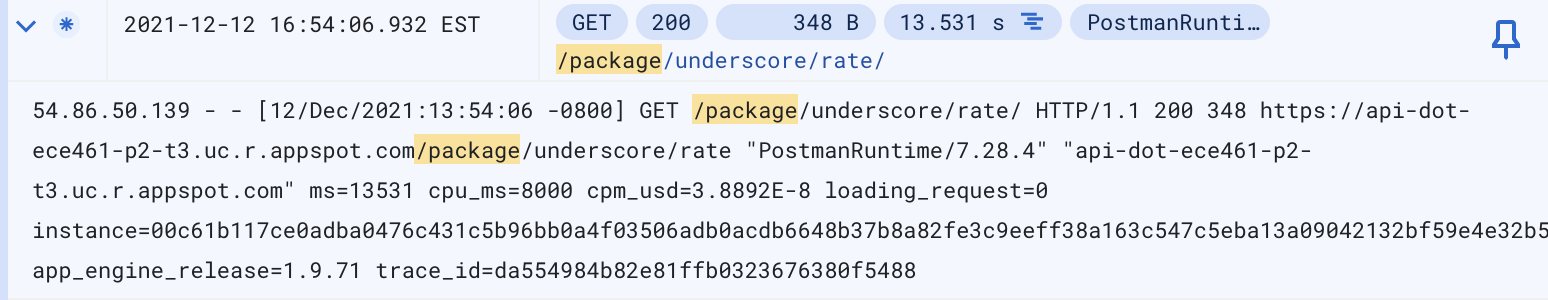 2021-12-12 16:54:06.932 EST GET 200 348 B 13.531 s PostmanRunti…
/package/underscore/rate/
54.86.50.139 - - [12/Dec/2021:13:54:06 -0800] GET /package/underscore/rate/ HTTP/1.1 200 348 https://api-dot-
ece461-p2-t3.uc.r.appspot.com/package/underscore/rate "PostmanRuntime/7.28.4" "api-dot-ece461-p2-
t3.uc.r.appspot.com" ms=13531 cpu_ms=8000 cpm_usd=3.8892E-8 loading_request=0
instance=00c61b117ce0adba0476c431c5b96bb0a4f03506adb0acdb6648b37b8a82fe3c9eeff38a163c547c5eba13a09042132bf59e4e32b5
app_engine_release=1.9.71 trace_id=da554984b82e81ffb0323676380f5488